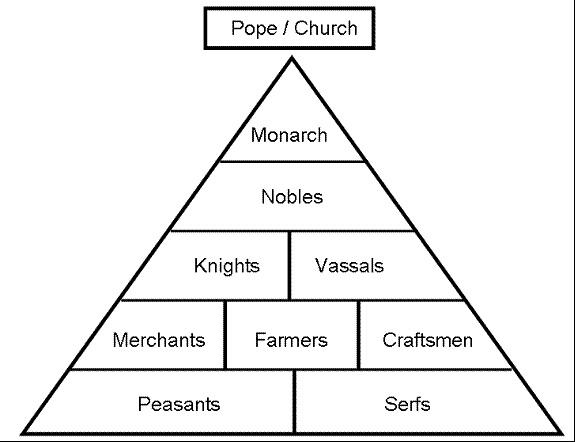 Pope / Church
Monarch
Nobles
Knights Vassals
Merchants Farmers Craftsmen
Peasants Serfs